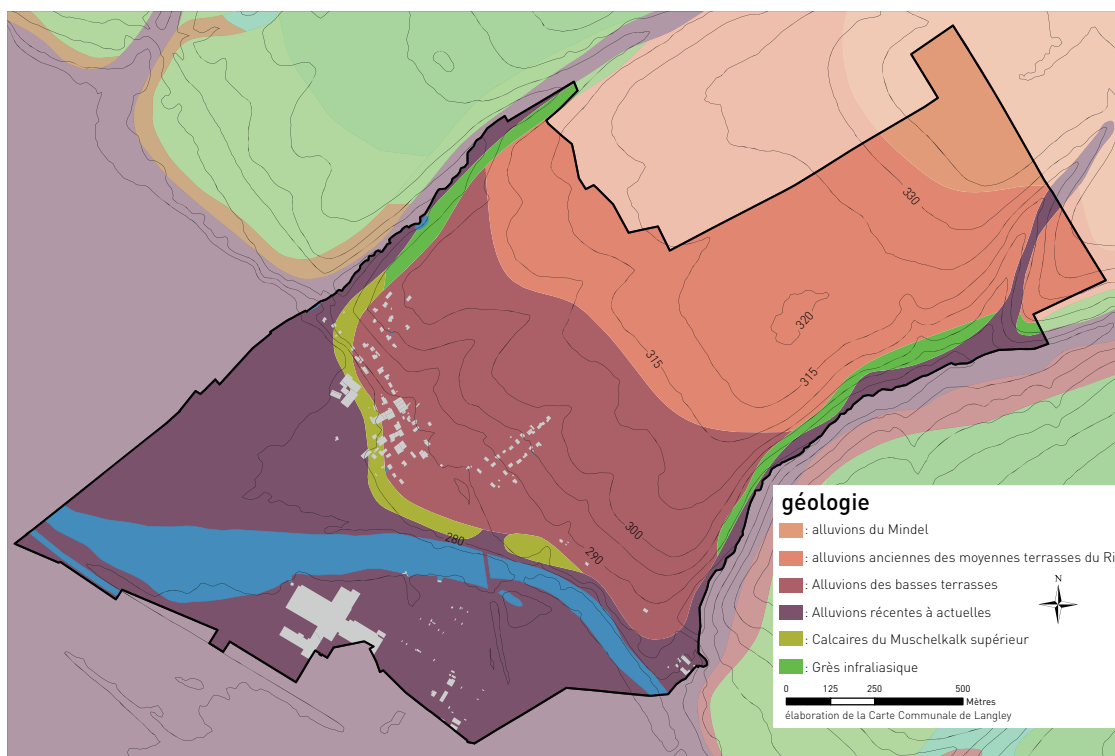 330
320
315
315
300
290
280
géologie
: alluvions du Mindel
: alluvions anciennes des moyennes terrasses du Ri
: Alluvions des basses terrasses
: Alluvions récentes à actuelles
N
: Calcaires du Muschelkalk supérieur
: Grès infraliasique
0 125 250 500
Mètres
élaboration de la Carte Communale de Langley